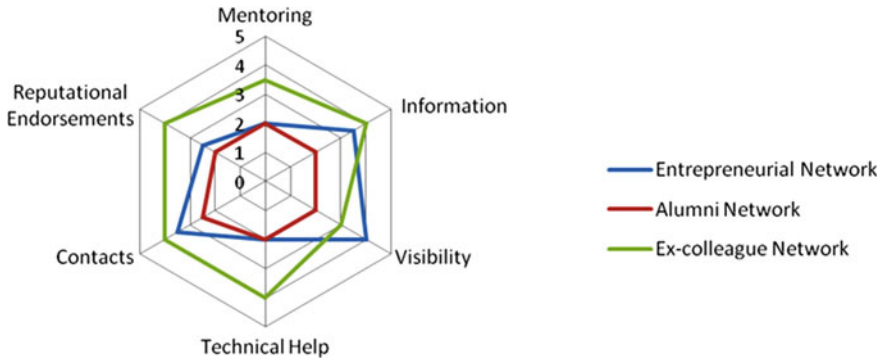 Mentoring
5
4
3
2
1
0
Reputational
Endorsements
Information
Contacts
Visibility
Technical Help
Entrepreneurial Network
Alumni Network
Ex-colleague Network